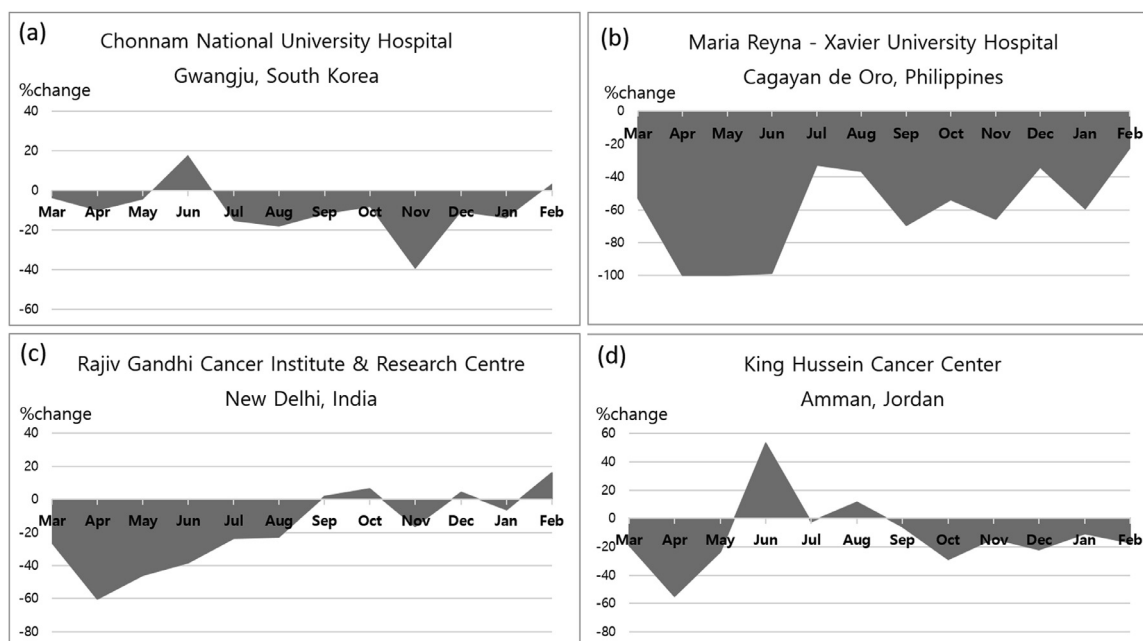 (a)
Chonnam National University Hospital
Gwangju, South Korea
%change
40
20
0
Mar Apr May Jun Jul Aug Sep Oct Nov Dec Jan Feb
-20
-40
-60
(b)
Maria Reyna - Xavier University Hospital
Cagayan de Oro, Philippines
%change
0
Mar Apr May Jun Jul Aug Sep Oct Nov Dec Jan Feb
-20
-40
-60
-80
-100
(c)
Rajiv Gandhi Cancer Institute & Research Centre
New Delhi, India
%change
40
20
0
Mar Apr May Jun Jul Aug Sep Oct Nov Dec Jan Feb
-20
-40
-60
-80
(d)
King Hussein Cancer Center
Amman, Jordan
%change
60
40
20
0
Mar Apr May Jun Jul Aug Sep Oct Nov Dec Jan Feb
-20
-40
-60
-80